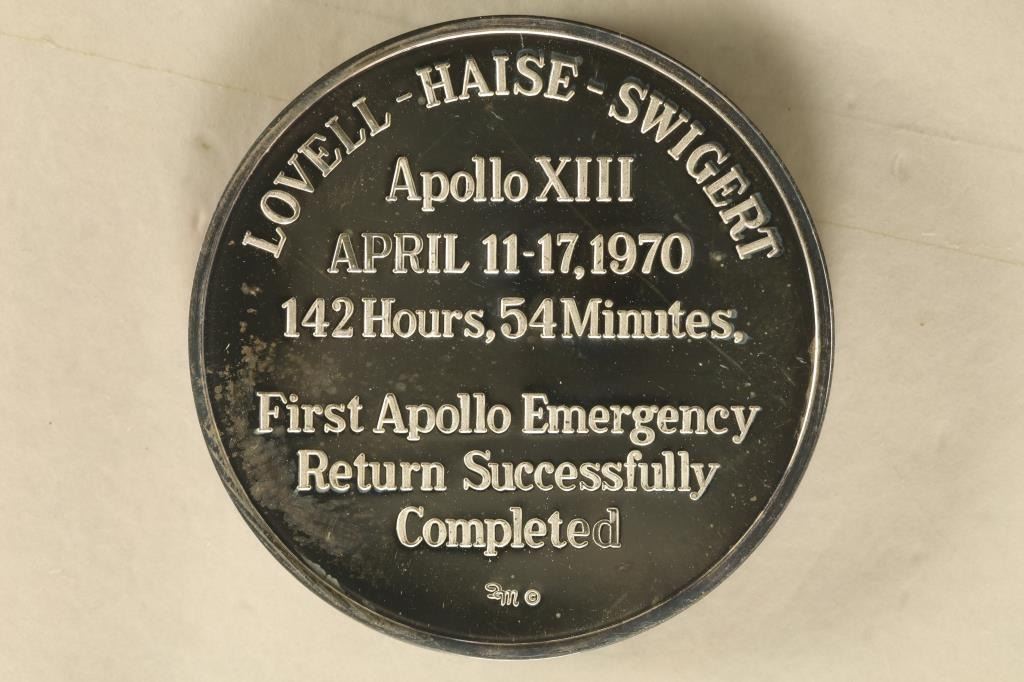 LOVELL - HAISE - SWIGERT
Apollo XIII
APRIL 11-17, 1970
142 Hours, 54 Minutes,
First Apollo Emergency
Return Successfully
Completed
©